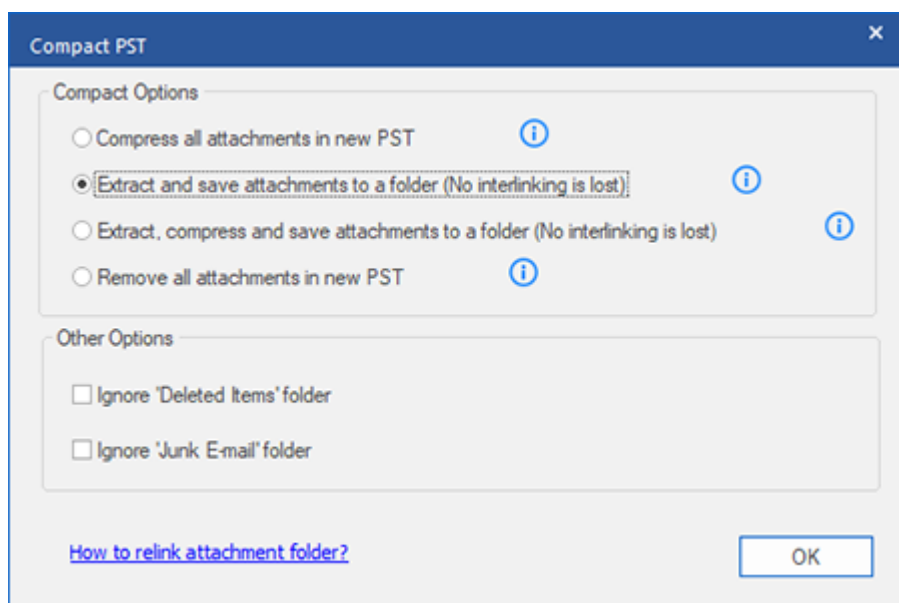 Compact PST
Compact Options
Compress all attachments in new PST
Extract and save attachments to a folder (No interlinking is lost)
Extract, compress and save attachments to a folder (No interlinking is lost)
Remove all attachments in new PST
Other Options
Ignore 'Deleted Items' folder
Ignore 'Junk E-mail' folder
How to relink attachment folder?
OK